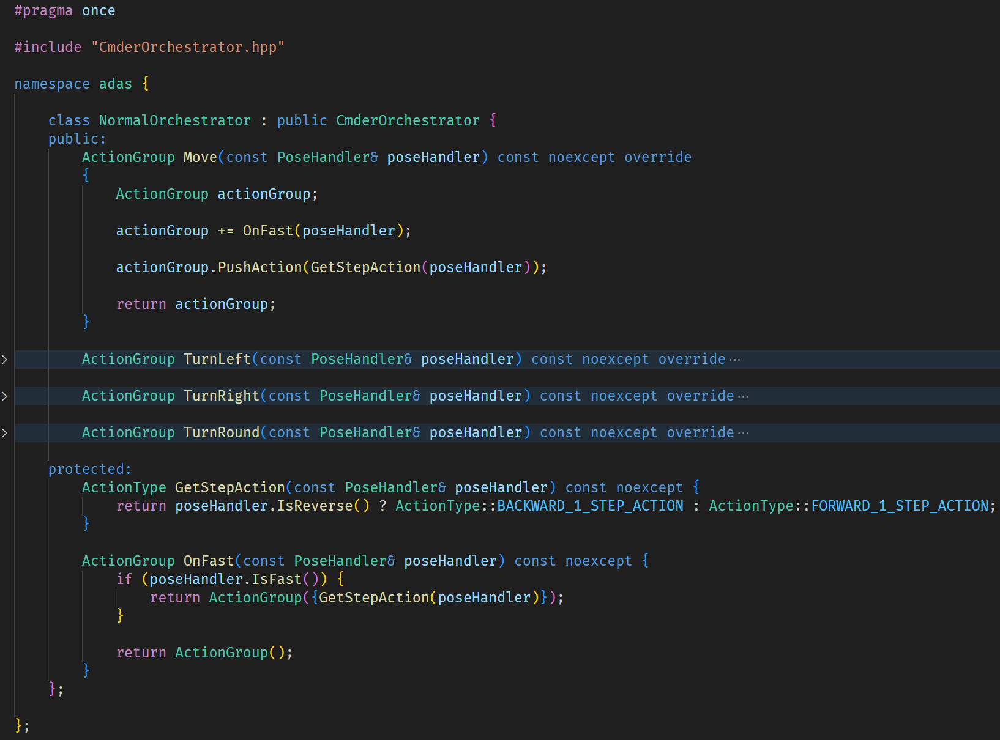 #pragma once
#include "CmderOrchestrator.hpp"
namespace adas {
class NormalOrchestrator : public CmderOrchestrator {
public:
ActionGroup Move(const PoseHandler& poseHandler) const noexcept override
{
ActionGroup actionGroup;
actionGroup += OnFast(poseHandler);
actionGroup.PushAction(GetStepAction(poseHandler));
return actionGroup;
}
ActionGroup TurnLeft(const PoseHandler& poseHandler) const noexcept override···
ActionGroup TurnRight(const PoseHandler& poseHandler) const noexcept override···
ActionGroup TurnRound(const PoseHandler& poseHandler) const noexcept override···
protected:
ActionType GetStepAction(const PoseHandler& poseHandler) const noexcept {
return poseHandler.IsReverse() ? ActionType::BACKWARD_1_STEP_ACTION : ActionType::FORWARD_1_STEP_ACTION;
}
ActionGroup OnFast(const PoseHandler& poseHandler) const noexcept {
if (poseHandler.IsFast()) {
return ActionGroup({GetStepAction(poseHandler)});
}
return ActionGroup();
}
};
};